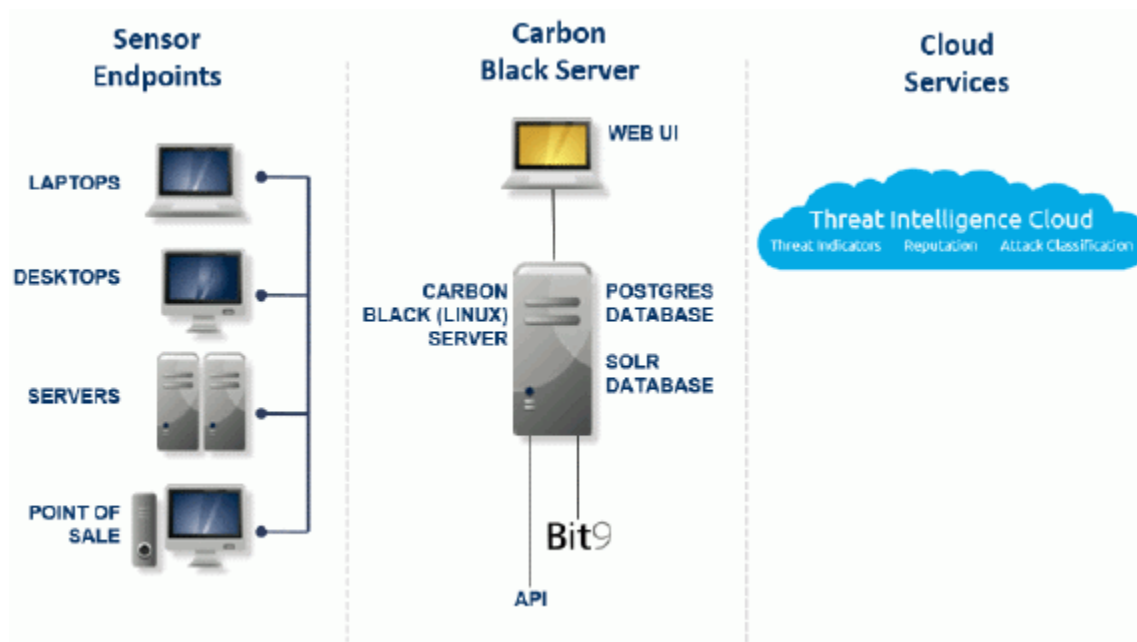 Sensor
Endpoints
LAPTOPS
DESKTOPS
SERVERS
POINT OF
SALE
Carbon
Black Server
WEB UI
CARBON
BLACK (LINUX)
SERVER
POSTGRES
DATABASE
SOLR
DATABASE
Bit9
API
Cloud
Services
Threat Intelligence Cloud
Threat Indicators Reputation Attack Classification